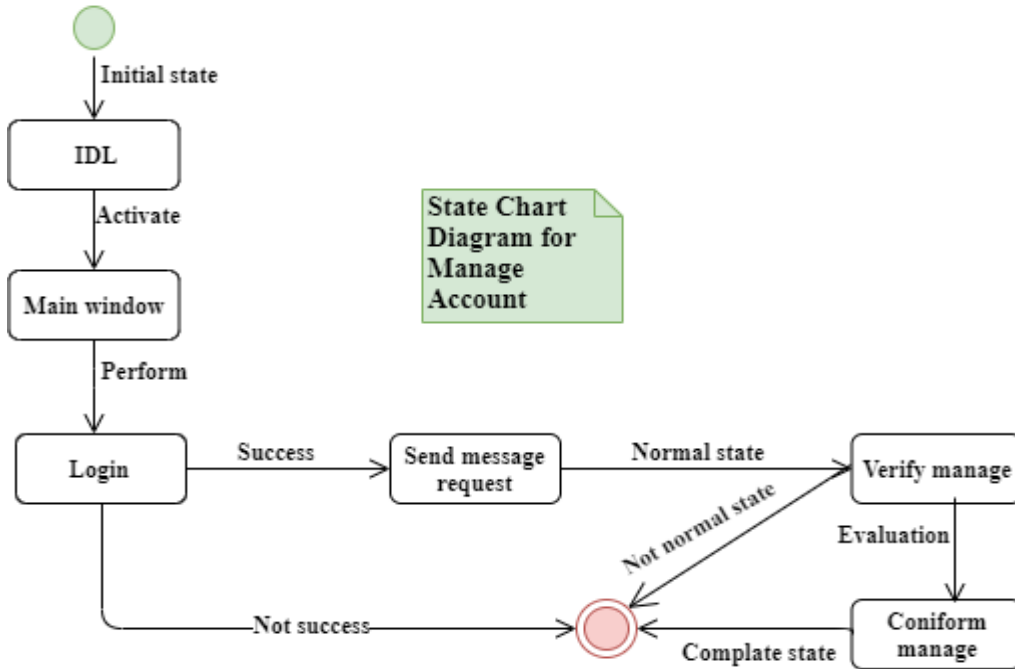 Initial state
IDL
Activate
State Chart
Diagram for
Manage
Account
Main window
Perform
Login
Success
Send message
request
Normal state
Verify manage
Not normal state
Evaluation
Not success
Complate state
Coniform
manage